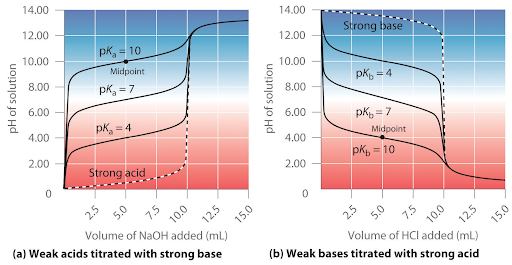 14.00
12.00
10.00
8.00
6.00
4.00
2.00
0
pH of solution
pKa = 10
Midpoint
pKa = 7
pKa = 4
Strong acid
2.5
5.0
7.5
10.0
12.5
15.0
Volume of NaOH added (mL)
(a) Weak acids titrated with strong base
14.00
12.00
10.00
8.00
6.00
4.00
2.00
0
pH of solution
Strong base
pKb = 4
pKb = 7
Midpoint
pKb = 10
2.5
5.0
7.5
10.0
12.5
15.0
Volume of HCl added (mL)
(b) Weak bases titrated with strong acid